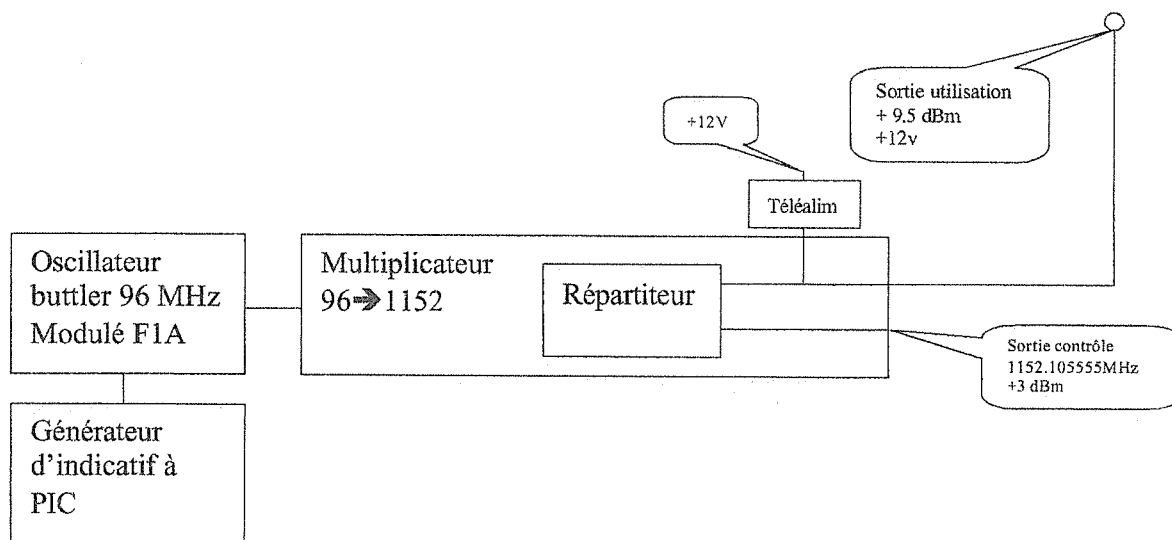 Sortie utilisation
+ 9.5 dBm
+12v
+12V
Téléalim
Oscillateur
buttler 96 MHz
Modulé F1A
Multiplicateur
96➔1152
Répartiteur
Sortie contrôle
1152.105555MHz
+3 dBm
Générateur
d'indicatif à
PIC